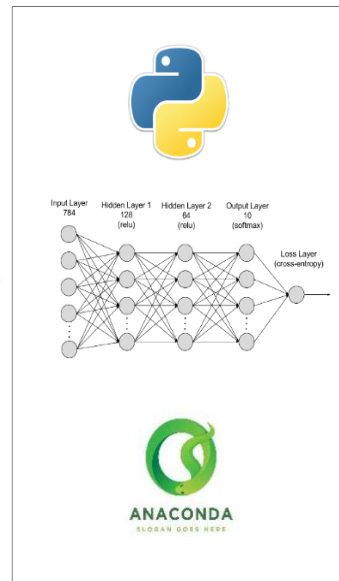 Input Layer
784
Hidden Layer 1
128
(relu)
Hidden Layer 2
64
(relu)
Output Layer
10
(softmax)
Loss Layer
(cross-entropy)
ANACONDA
SLOGAN GOES HERE